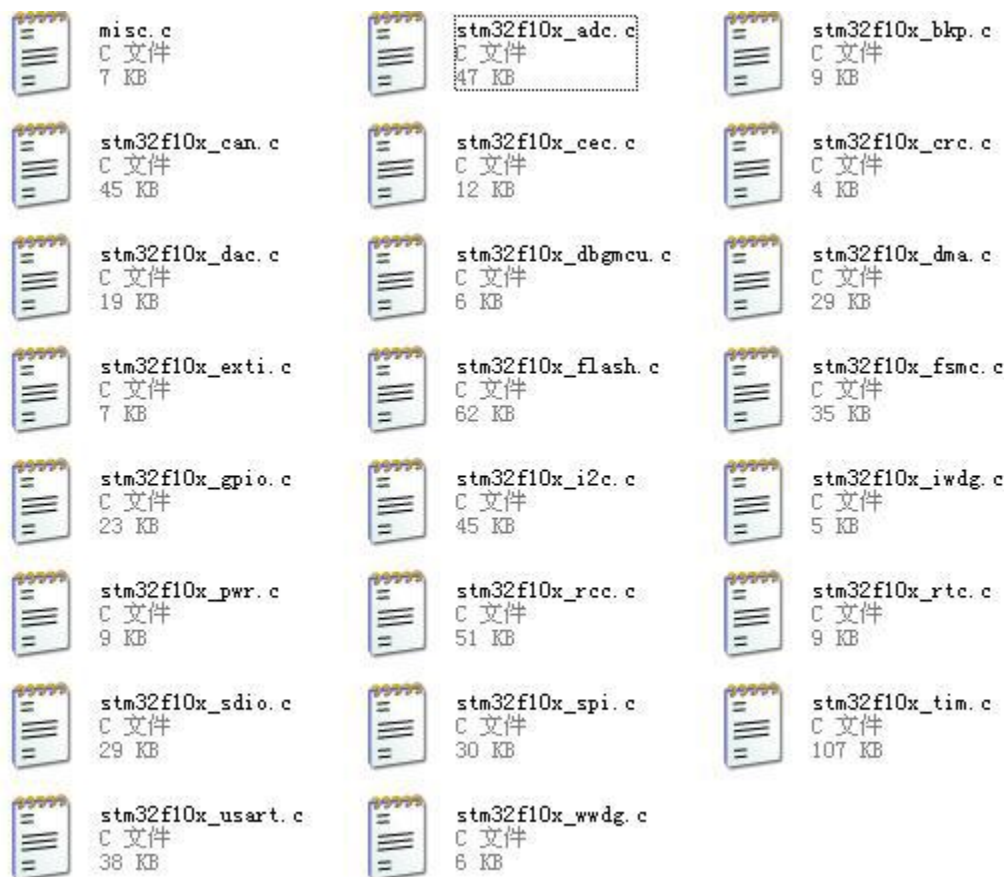 misc.c
C 文件
7 KB
stm32f10x_adc.c
C 文件
47 KB
stm32f10x_bkp.c
C 文件
9 KB
stm32f10x_can.c
C 文件
45 KB
stm32f10x_cec.c
C 文件
12 KB
stm32f10x_crc.c
C 文件
4 KB
stm32f10x_dac.c
C 文件
19 KB
stm32f10x_dbgmcu.c
C 文件
6 KB
stm32f10x_dma.c
C 文件
29 KB
stm32f10x_exti.c
C 文件
7 KB
stm32f10x_flash.c
C 文件
62 KB
stm32f10x_fsmc.c
C 文件
35 KB
stm32f10x_gpio.c
C 文件
23 KB
stm32f10x_i2c.c
C 文件
45 KB
stm32f10x_iwdg.c
C 文件
5 KB
stm32f10x_pwr.c
C 文件
9 KB
stm32f10x_rcc.c
C 文件
51 KB
stm32f10x_rtc.c
C 文件
9 KB
stm32f10x_sdio.c
C 文件
29 KB
stm32f10x_spi.c
C 文件
30 KB
stm32f10x_tim.c
C 文件
107 KB
stm32f10x_usart.c
C 文件
38 KB
stm32f10x_wwdg.c
C 文件
6 KB